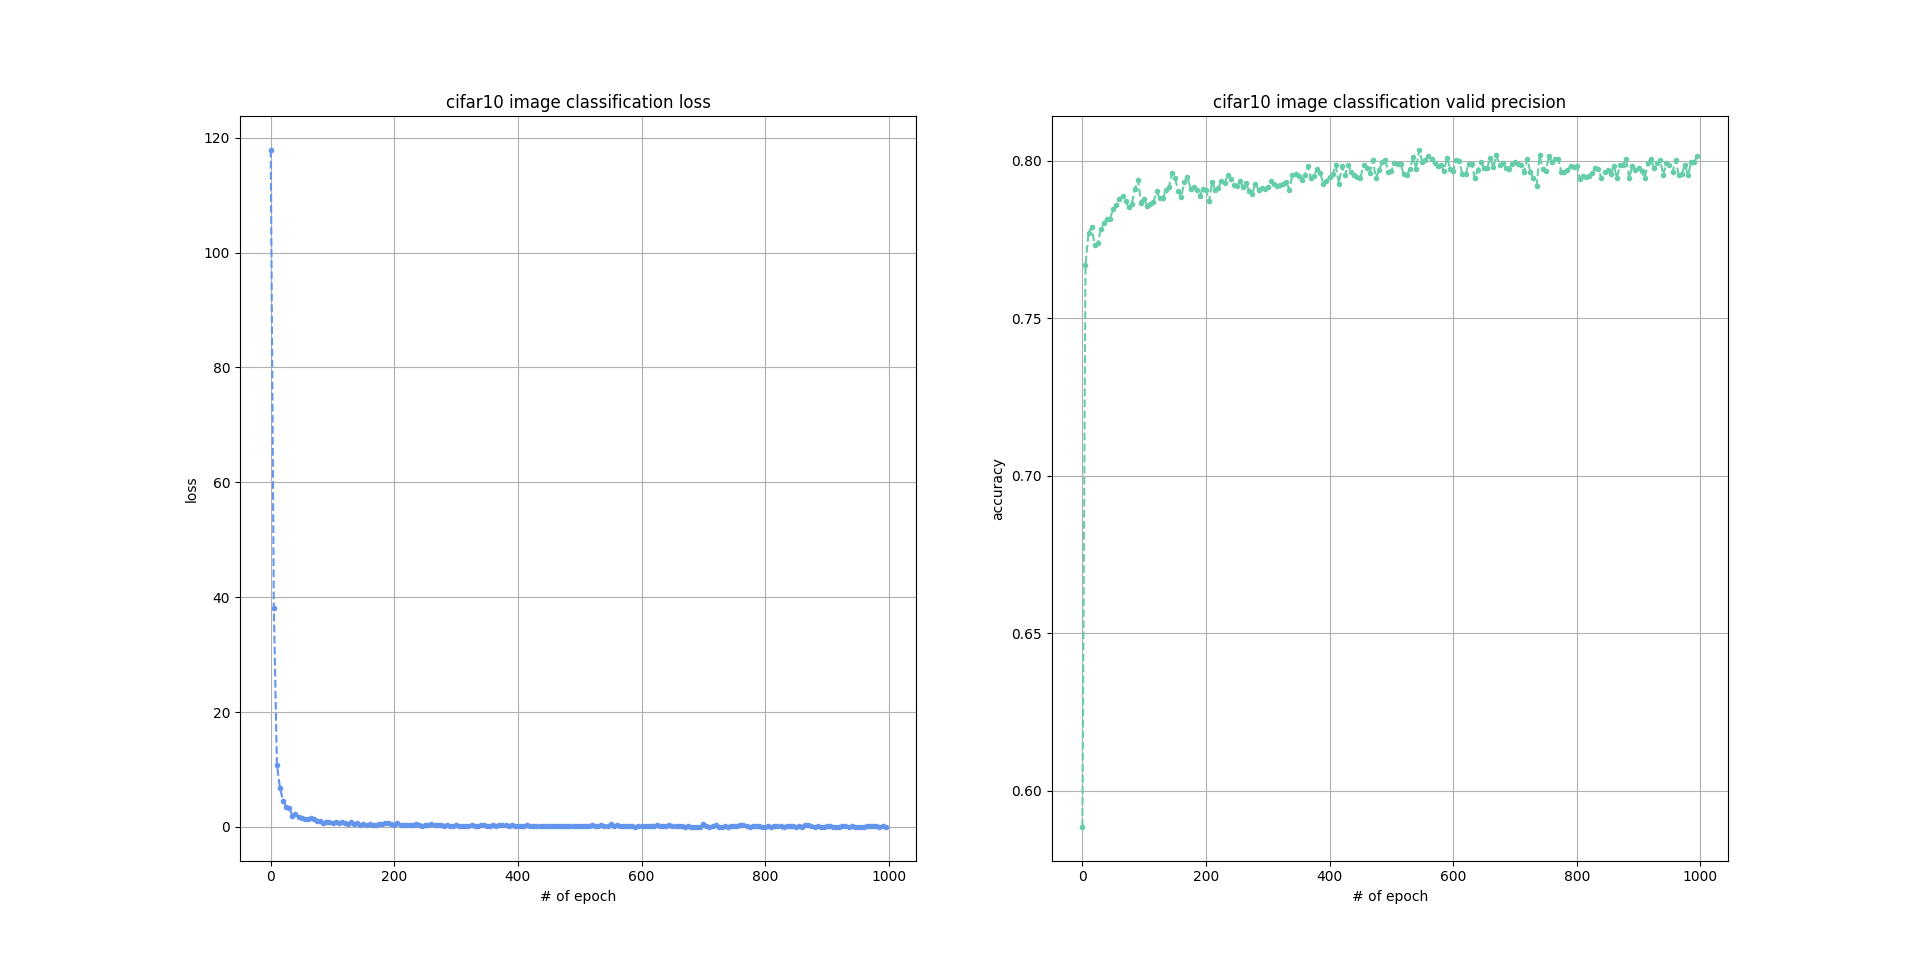 cifar10 image classification loss
120
100
80
60
40
20
0
loss
0 200 400 600 800 1000
# of epoch
cifar10 image classification valid precision
0.80
0.75
0.70
0.65
0.60
accuracy
0 200 400 600 800 1000
# of epoch